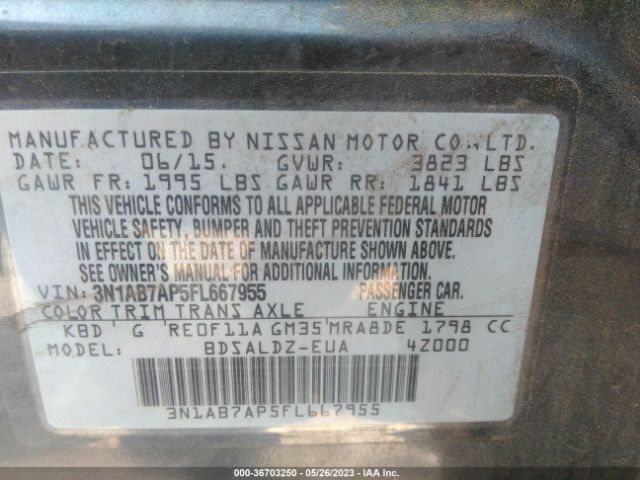 MANUFACTURED BY NISSAN MOTOR CO.,LTD.
DATE: 06/15. GVWR: 3823 LBS
GAWR FR: 1995 LBS GAWR RR: 1841 LBS
THIS VEHICLE CONFORMS TO ALL APPLICABLE FEDERAL MOTOR
VEHICLE SAFETY, BUMPER AND THEFT PREVENTION STANDARDS
IN EFFECT ON THE DATE OF MANUFACTURE SHOWN ABOVE.
SEE OWNER'S MANUAL FOR ADDITIONAL INFORMATION.
VIN: 3N1AB7AP5FL667955 PASSENGER CAR.
COLOR TRIM TRANS AXLE ENGINE
KBD G RE0F11A GM35 MRA8DE 1798 CC
MODEL: BDSALDZ-EUA 4Z000
3N1AB7AP5FL667955
000-36703250 - 05/26/2023 - IAA Inc.